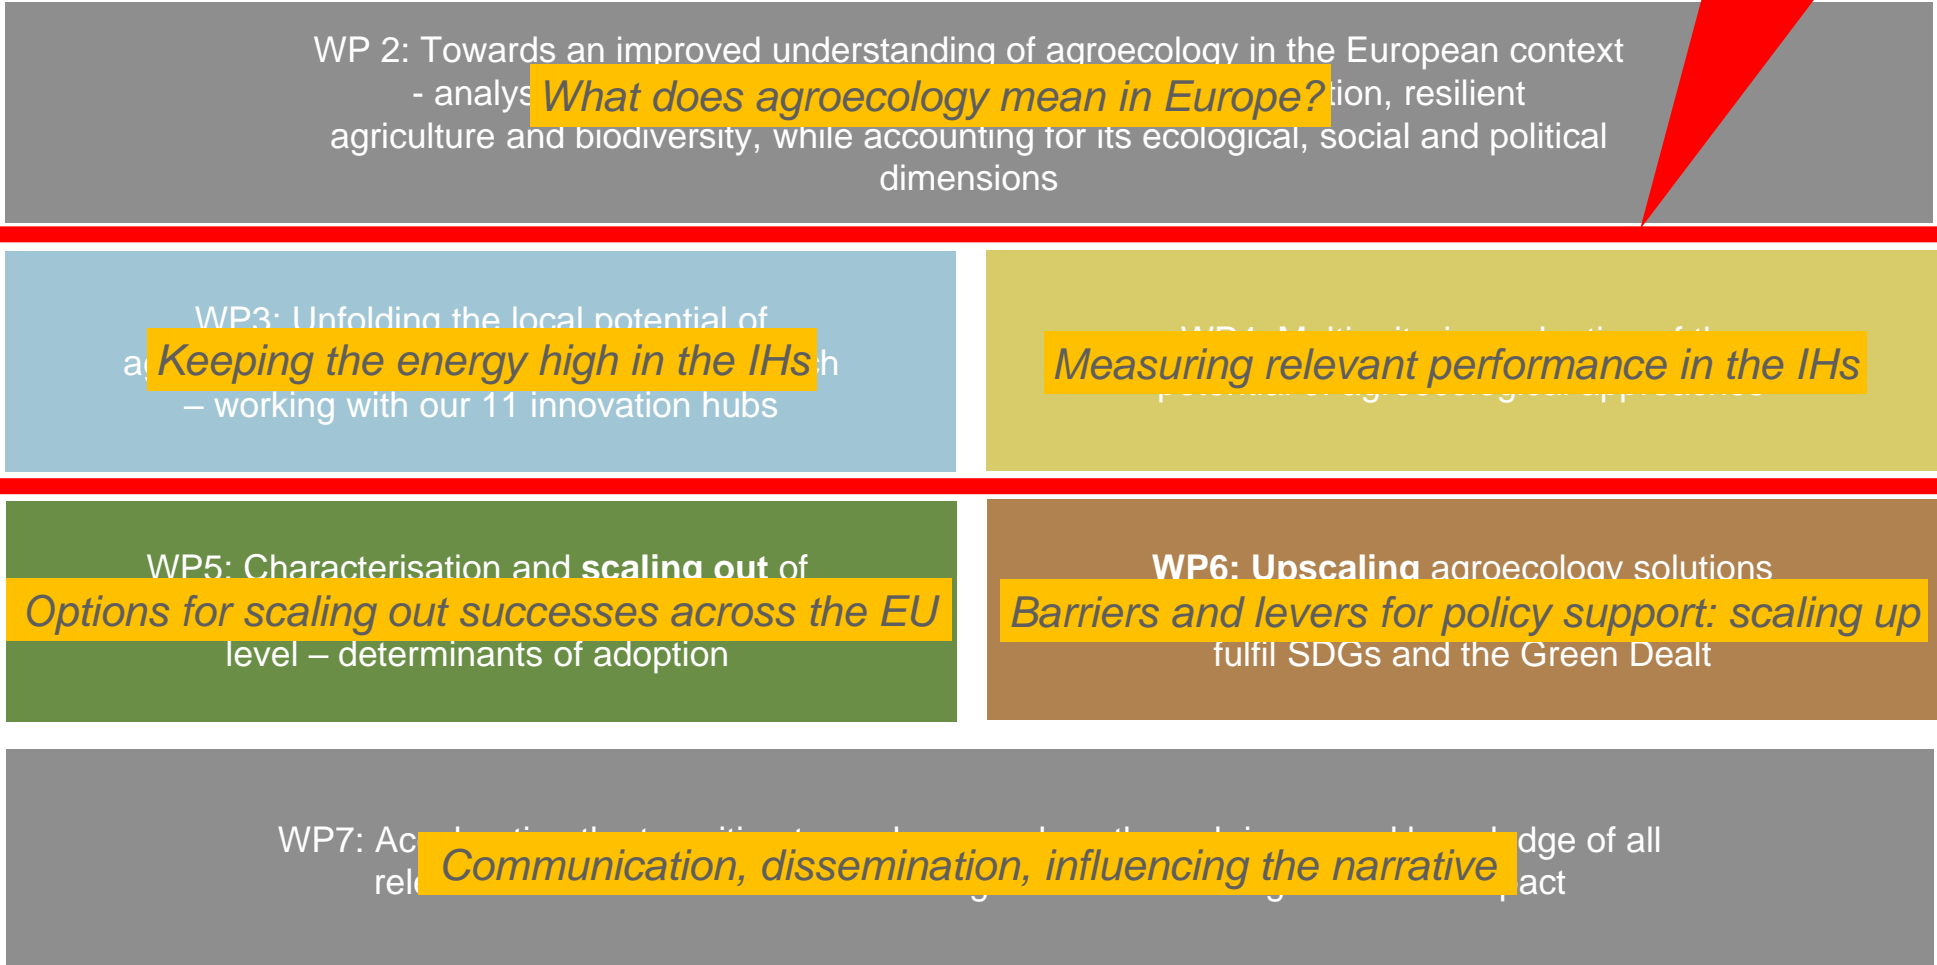 WP 2: Towards an improved understanding of agroecology in the European context
- What does agroecology mean in Europe? resilient
agriculture and biodiversity, while accounting for its ecological, social and political
dimensions
WP3: Unfolding the local potential of
Keeping the energy high in the IHs
– working with our 11 innovation hubs
Measuring relevant performance in the IHs
potential of agroecological approaches
WP5: Characterisation and scaling out of
Options for scaling out successes across the EU
level – determinants of adoption
WP6: Upscaling agroecology solutions
Barriers and levers for policy support: scaling up
fulfil SDGs and the Green Dealt
WP7: of all
Communication, dissemination, influencing the narrative